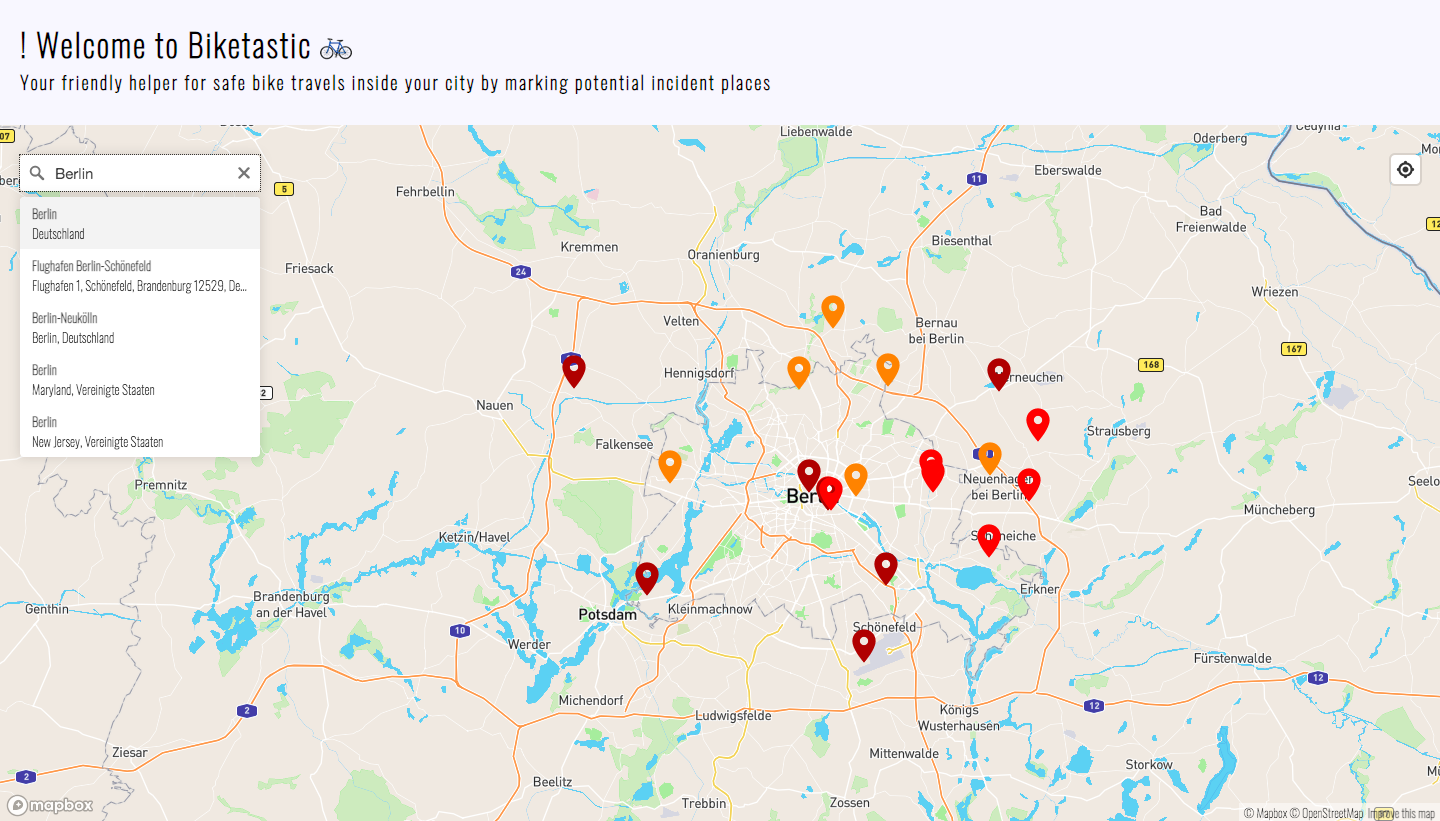 ! Welcome to Biketastic
Your friendly helper for safe bike travels inside your city by marking potential incident places
Berlin
Berlin
Deutschland
Flughafen Berlin-Schönefeld
Flughafen 1, Schönefeld, Brandenburg 12529, De...
Berlin-Neukölln
Berlin, Deutschland
Berlin
Maryland, Vereinigte Staaten
Berlin
New Jersey, Vereinigte Staaten
07
Liebenwalde
Oderberg
Cedynia
5
Fehrbellin
11
Eberswalde
Bad
Freienwalde
12
Kremmen
Biesenthal
Oranienburg
Friesack
24
Wriezen
Velten
Bernau
bei Berlin
167
168
Hennigsdorf
2
Nauen
Falkensee
Strausberg
Premnitz
Neuenhagen
bei Berlin
Müncheberg
Ketzin/Havel
Genthin
Brandenburg
an der Havel
Potsdam
Kleinmachnow
Erkner
10
Werder
Schönefeld
Fürstenwalde
12
Michendorf
2
Ludwigsfelde
Königs
Wusterhausen
12
Ziesar
Mittenwalde
Storkow
2
Beelitz
Trebbin
Zossen
mapbox
© Mapbox © OpenStreetMap Improve this map